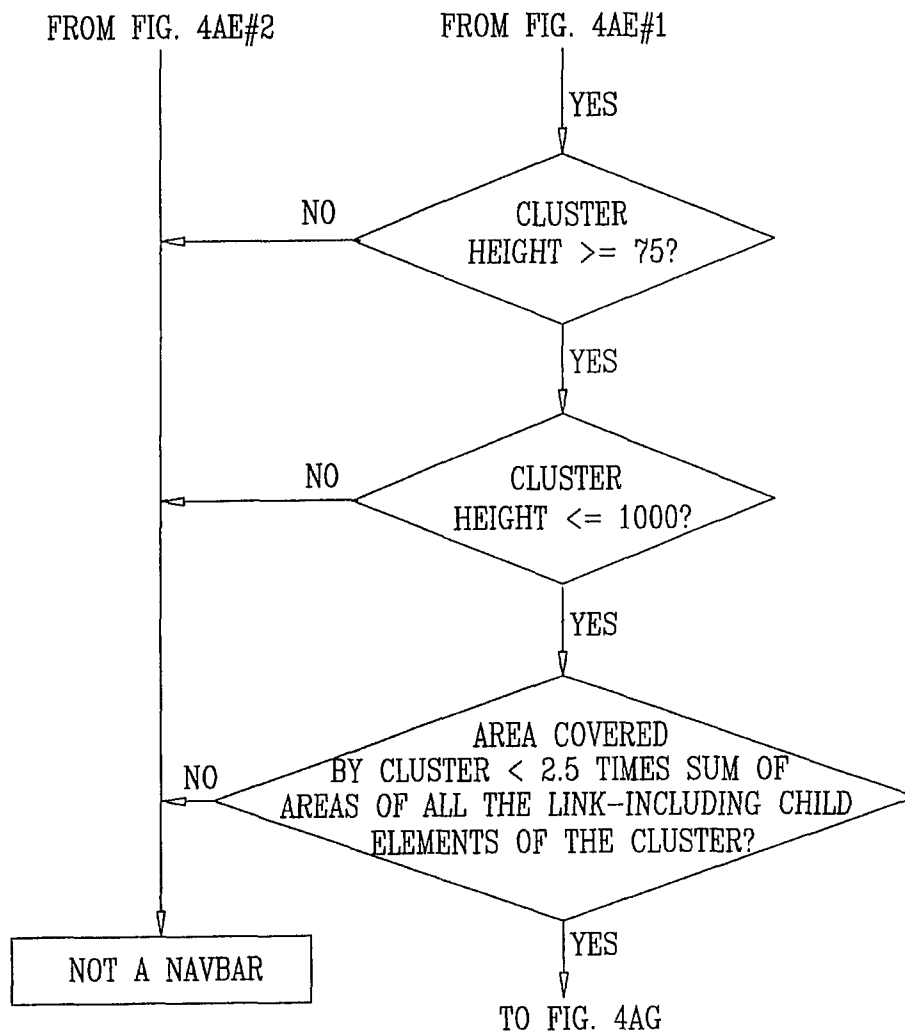 FROM FIG. 4AE#2
FROM FIG. 4AE#1
YES
CLUSTER
HEIGHT >= 75?
NO
YES
CLUSTER
HEIGHT <= 1000?
NO
YES
AREA COVERED
BY CLUSTER < 2.5 TIMES SUM OF
AREAS OF ALL THE LINK-INCLUDING CHILD
ELEMENTS OF THE CLUSTER?
NO
YES
NOT A NAVBAR
TO FIG. 4AG